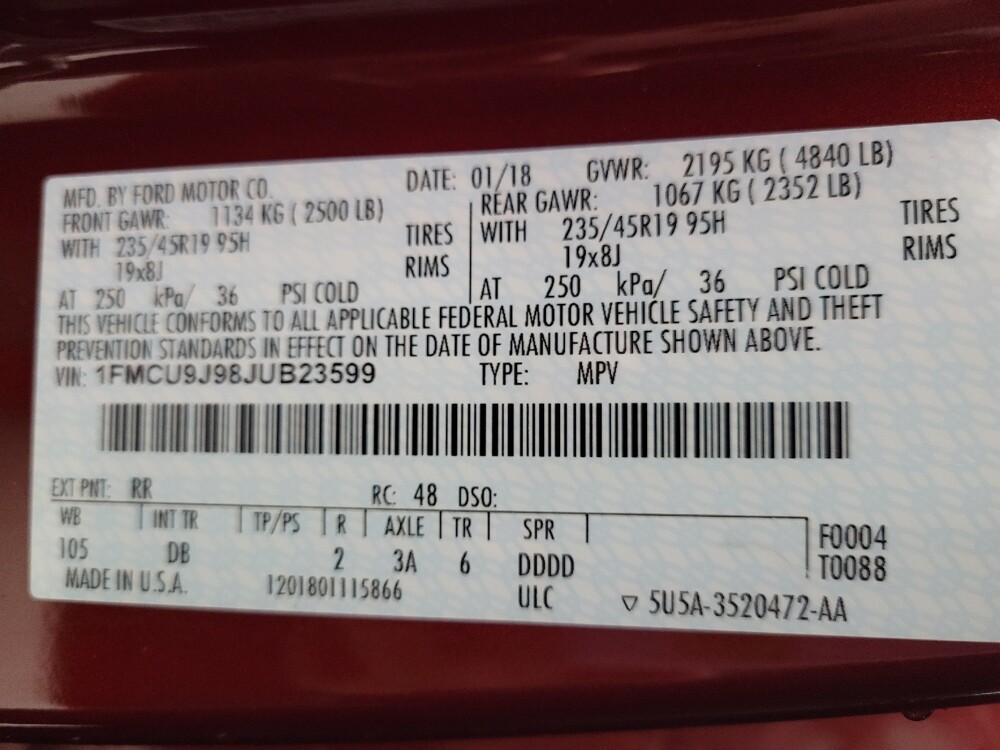 MFD. BY FORD MOTOR CO. DATE: 01/18 GVWR: 2195 KG ( 4840 LB)
FRONT GAWR: 1134 KG ( 2500 LB) REAR GAWR: 1067 KG ( 2352 LB)
WITH 235/45R19 95H TIRES WITH 235/45R19 95H TIRES
19x8J RIMS 19x8J RIMS
AT 250 kPa/ 36 PSI COLD AT 250 kPa/ 36 PSI COLD
THIS VEHICLE CONFORMS TO ALL APPLICABLE FEDERAL MOTOR VEHICLE SAFETY AND THEFT
PREVENTION STANDARDS IN EFFECT ON THE DATE OF MANUFACTURE SHOWN ABOVE.
VIN: 1FMCU9J98JUB23599 TYPE: MPV
EXT PNT: RR RC: 48 DSO:
WB INT TR TP/PS R AXLE TR SPR F0004
105 DB 2 3A 6 DDDD T0088
MADE IN U.S.A. 1201801115866 ULC ▽ 5U5A-3520472-AA